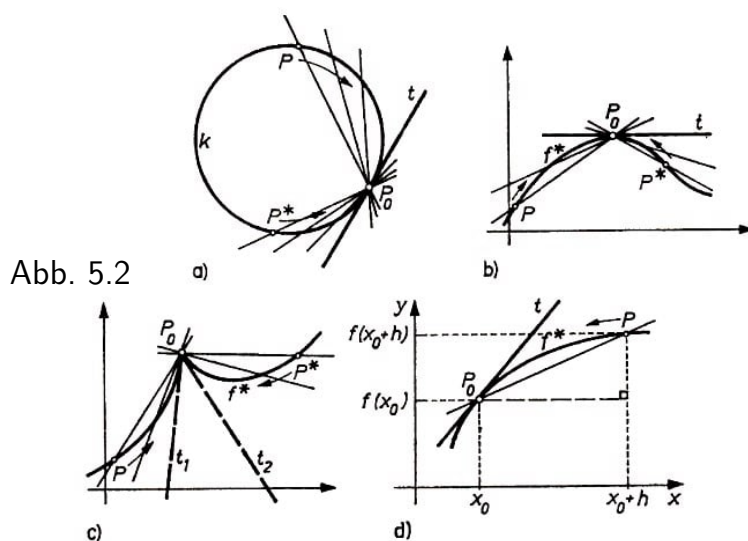 k
P
t
P*
P₀
a)
P₀
t
f*
P*
P
b)
Abb. 5.2
P₀
P*
f*
P
t₁
t₂
c)
y
t
P
f(x₀+h)
f*
P₀
f(x₀)
x₀
x₀+h
x
d)